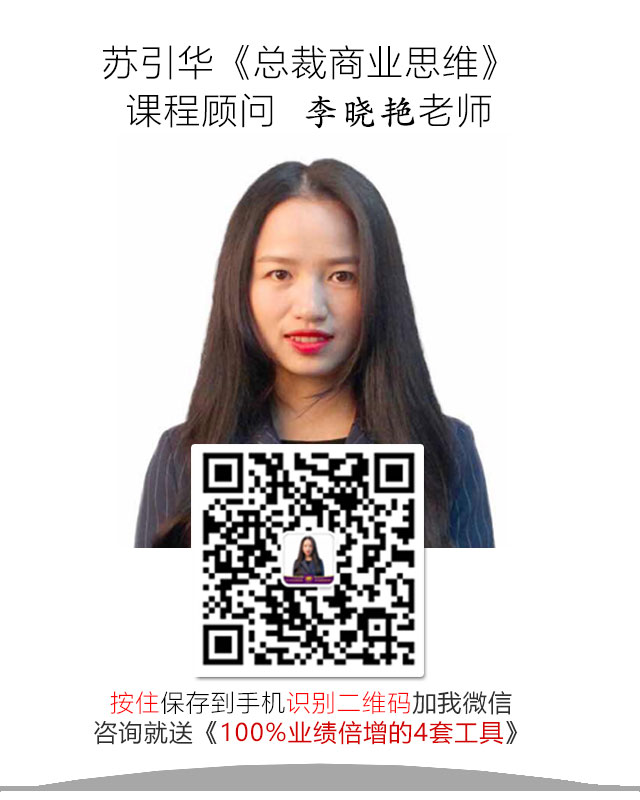 苏引华《总裁商业思维》
课程顾问 李晓艳老师
按住保存到手机识别二维码加我微信
咨询就送《100%业绩倍增的4套工具》